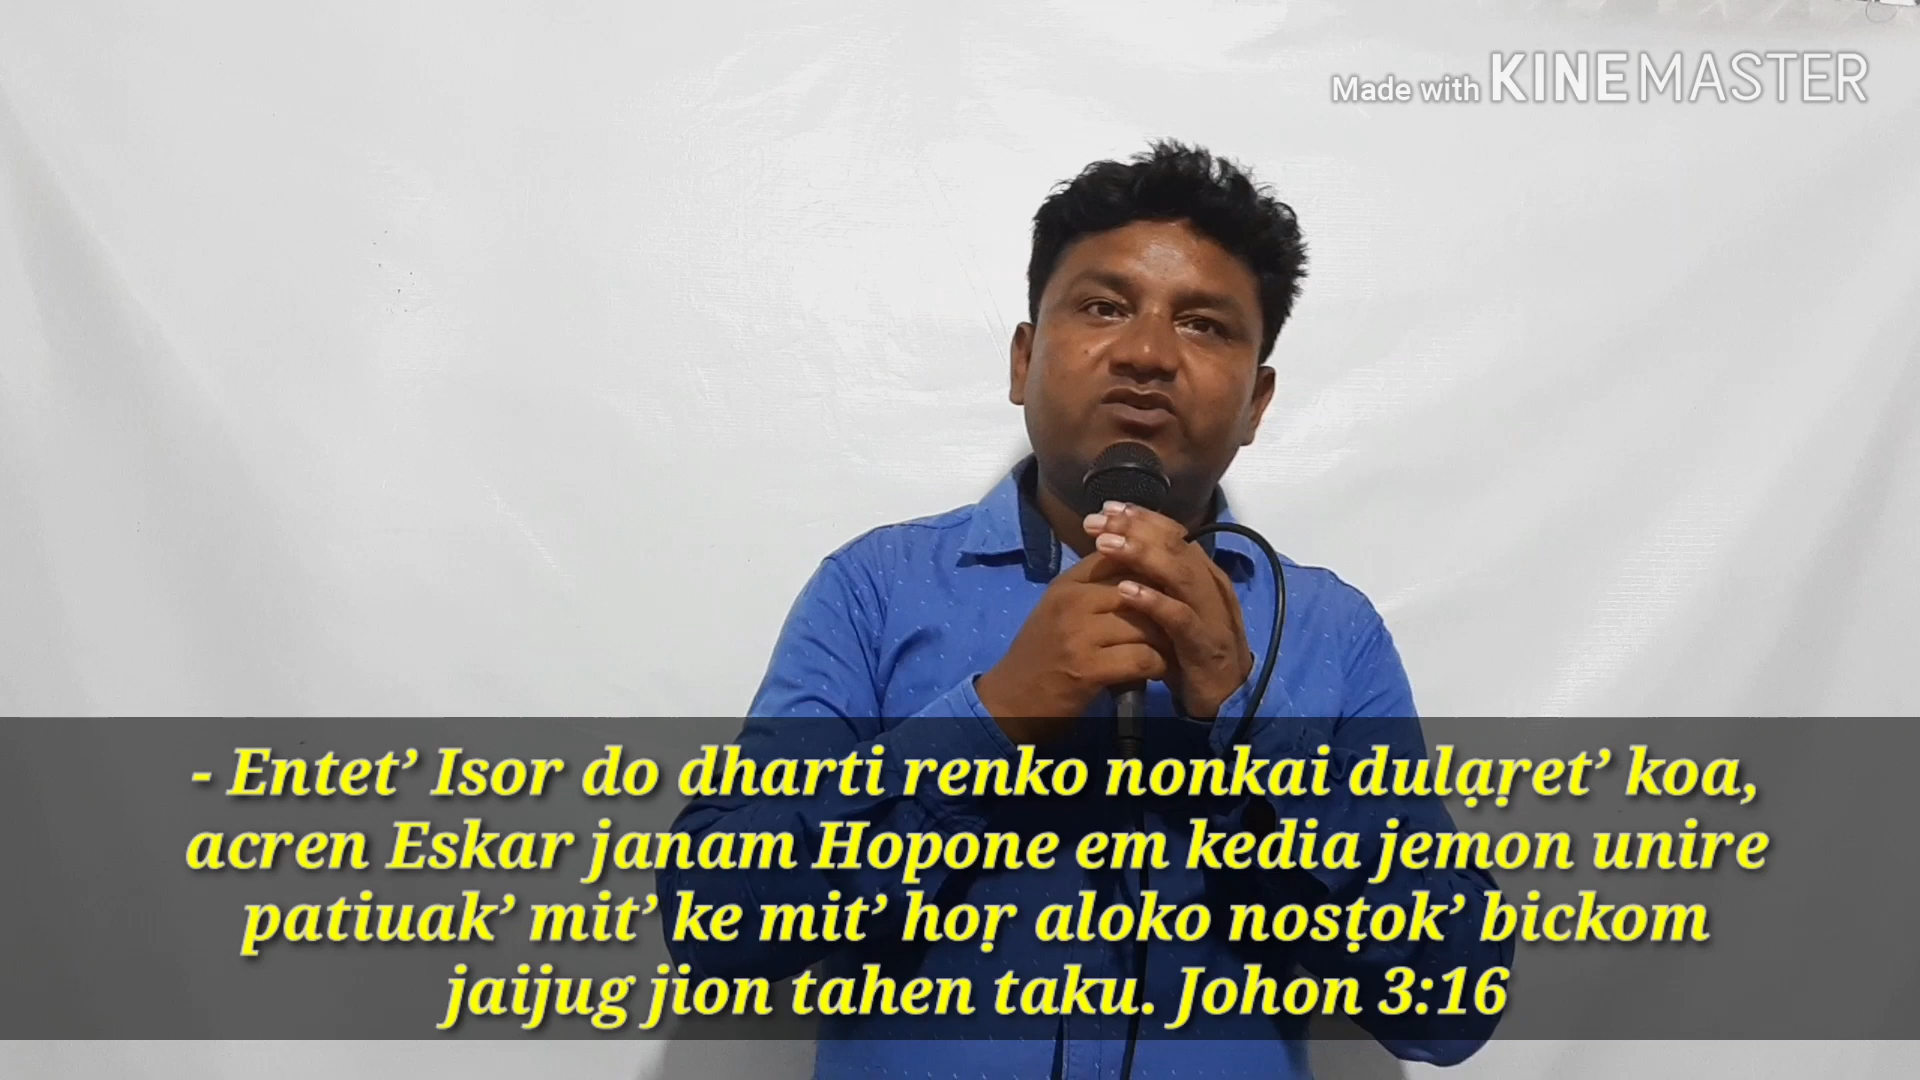 Made with KINEMASTER
- Entet’ Isor do dharti renko nonkai dulạṛet’ koa,
acren Eskar janam Hopone em kedia jemon unire
patiuak’ mit’ ke mit’ hoṛ aloko nosṭok’ bickom
jaijug jion tahen taku. Johon 3:16